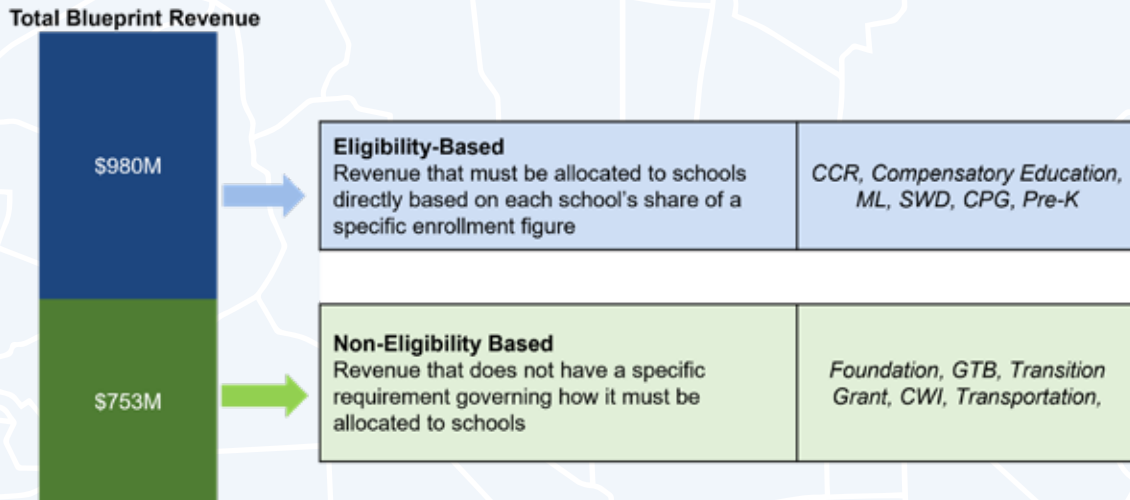 Total Blueprint Revenue
$980M
Eligibility-Based
Revenue that must be allocated to schools
directly based on each school's share of a
specific enrollment figure
CCR, Compensatory Education,
ML, SWD, CPG, Pre-K
$753M
Non-Eligibility Based
Revenue that does not have a specific
requirement governing how it must be
allocated to schools
Foundation, GTB, Transition
Grant, CWI, Transportation,